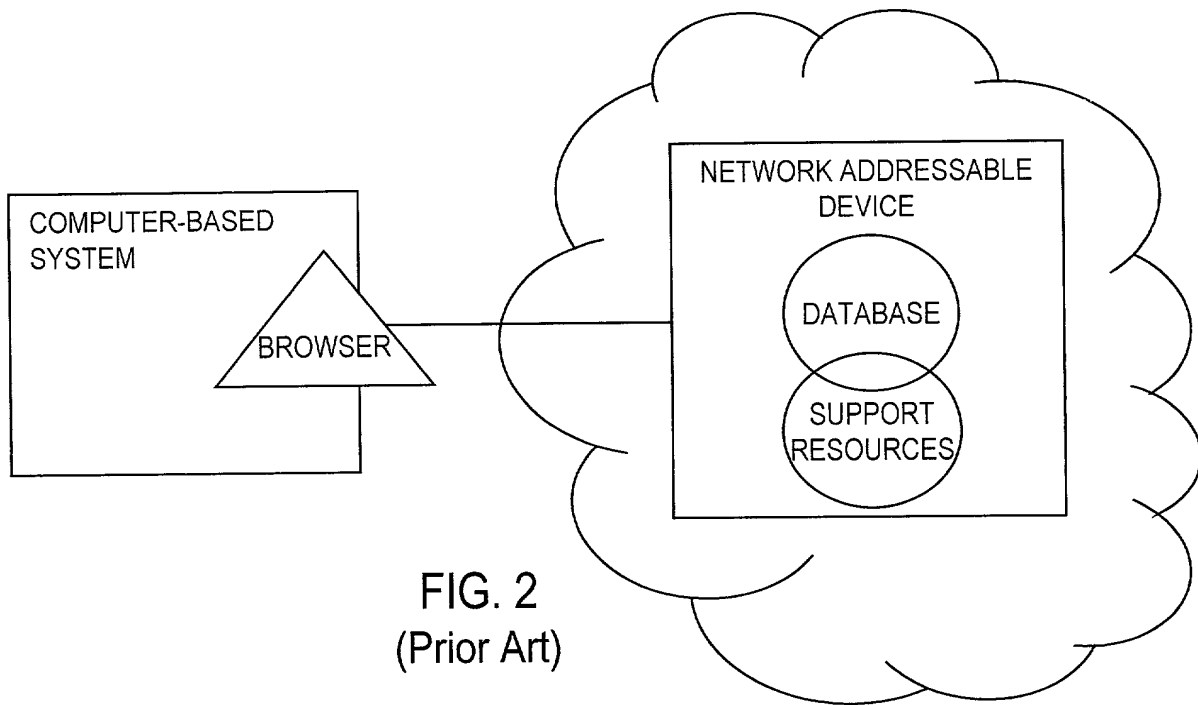 COMPUTER-BASED
SYSTEM
BROWSER
NETWORK ADDRESSABLE
DEVICE
DATABASE
SUPPORT
RESOURCES
FIG. 2
(Prior Art)